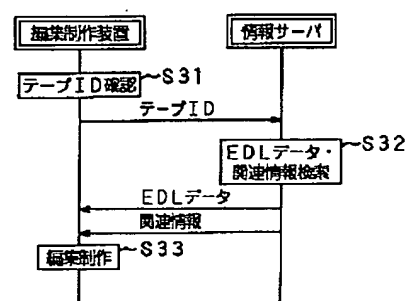 編集制作装置
情報サーバ
テープID確認
S31
テープID
EDLデータ・
関連情報検索
S32
EDLデータ
関連情報
編集制作
S33